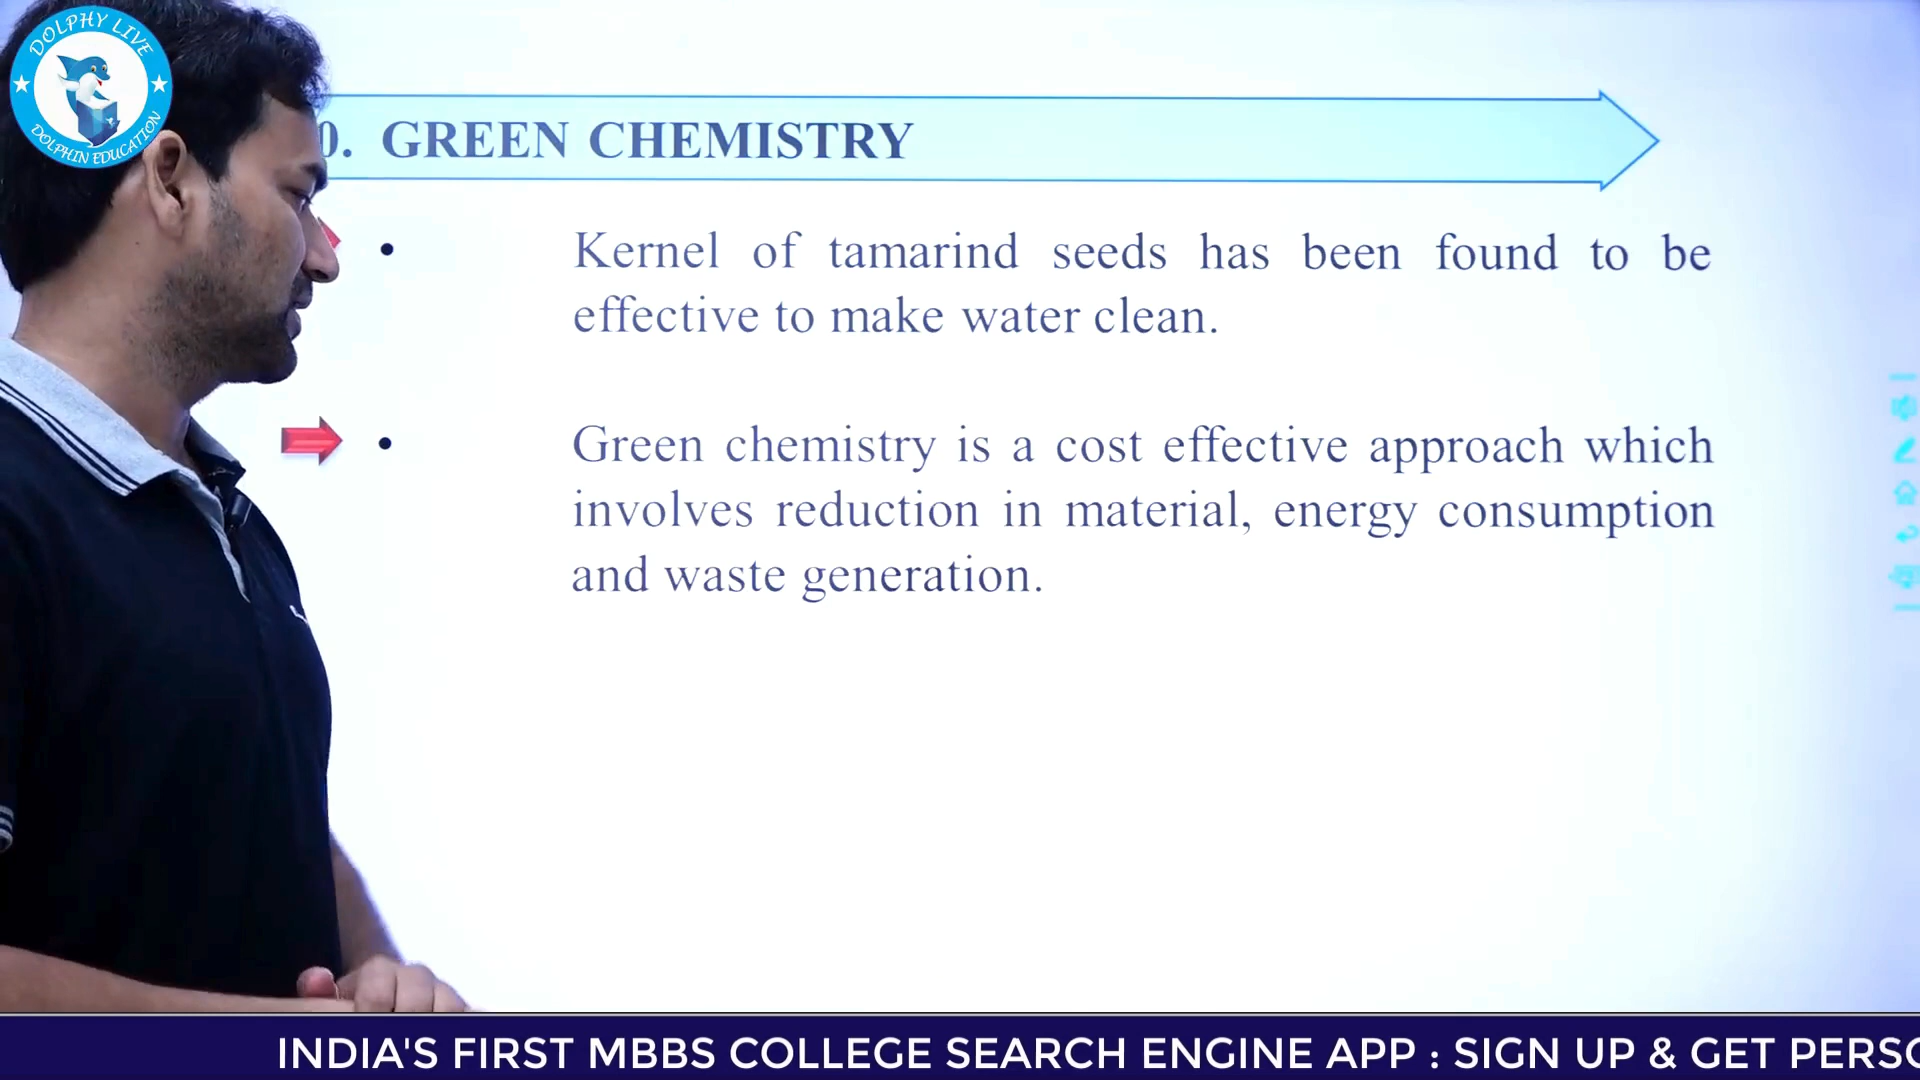 DOLPHY LIVE
DOLPHIN EDUCATION
0. GREEN CHEMISTRY
• Kernel of tamarind seeds has been found to be
effective to make water clean.
• Green chemistry is a cost effective approach which
involves reduction in material, energy consumption
and waste generation.
INDIA'S FIRST MBBS COLLEGE SEARCH ENGINE APP : SIGN UP & GET PERSO